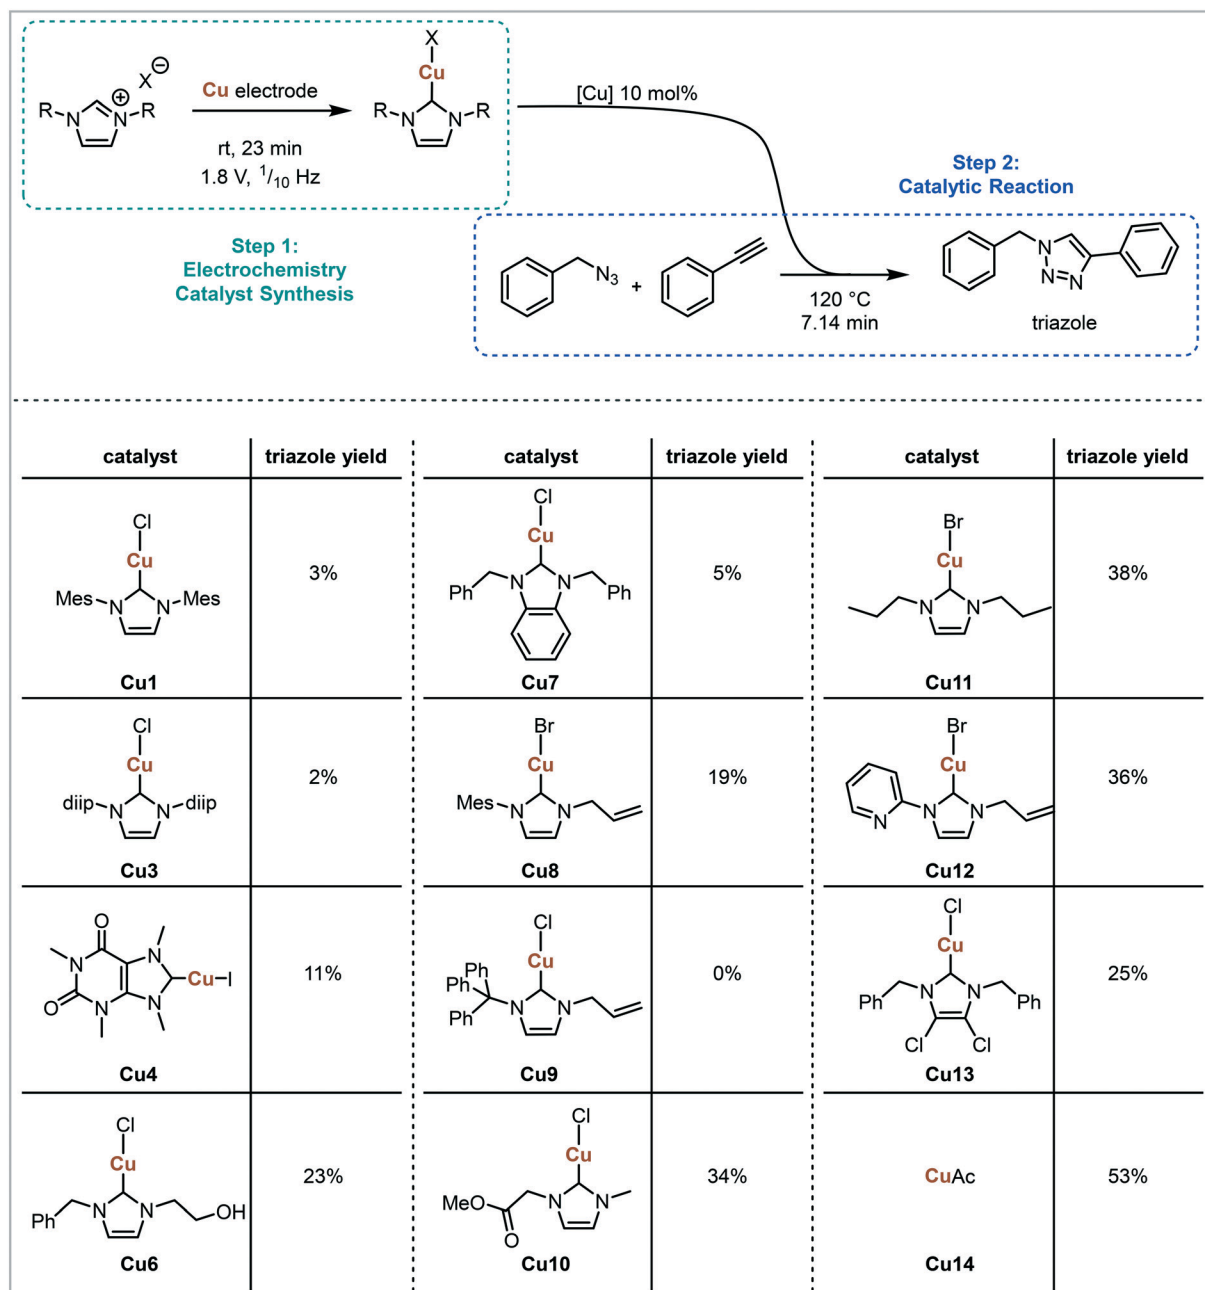 X⊖
R N ⊕ N R
Cu electrode
rt, 23 min
1.8 V, 1/10 Hz
X
Cu
R N N R
[Cu] 10 mol%
Step 1:
Electrochemistry
Catalyst Synthesis
Step 2:
Catalytic Reaction
N3
+
120 °C
7.14 min
N
N N
triazole
catalyst triazole yield
Cl
Cu
Mes N N Mes
3%
Cu1
Cl
Cu
diip N N diip
2%
Cu3
O
N N
Cu I
O N N
11%
Cu4
Cl
Cu
N N
Ph OH
23%
Cu6
catalyst triazole yield
Cl
Cu
Ph N N Ph
5%
Cu7
Br
Cu
Mes N N
19%
Cu8
Cl
Cu
Ph Ph
Ph N N
Ph
0%
Cu9
Cl
Cu
N N
MeO
O
34%
Cu10
catalyst triazole yield
Br
Cu
N N
38%
Cu11
Br
Cu
N N N
36%
Cu12
Cl
Cu
Ph N N Ph
Cl Cl
25%
Cu13
CuAc
53%
Cu14